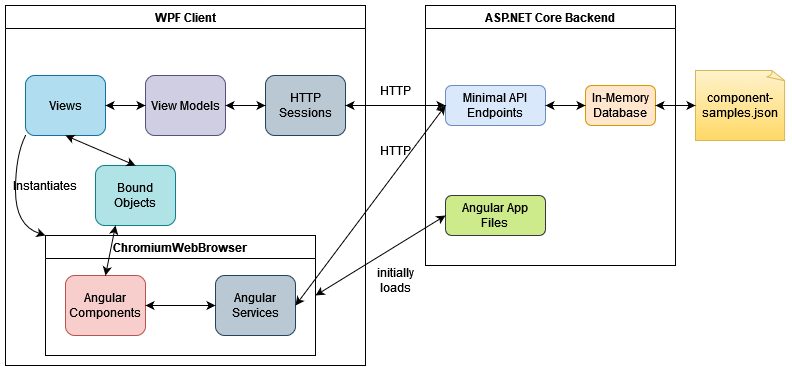 WPF Client
ASP.NET Core Backend
Views
View Models
HTTP
Sessions
HTTP
Minimal API
Endpoints
In-Memory
Database
component-
samples.json
HTTP
Instantiates
Bound
Objects
Angular App
Files
ChromiumWebBrowser
initially
loads
Angular
Components
Angular
Services